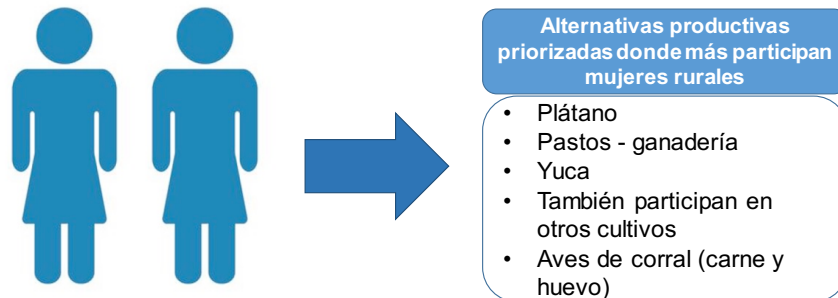 Alternativas productivas
priorizadas donde más participan
mujeres rurales
• Plátano
• Pastos - ganadería
• Yuca
• También participan en
otros cultivos
• Aves de corral (carne y
huevo)